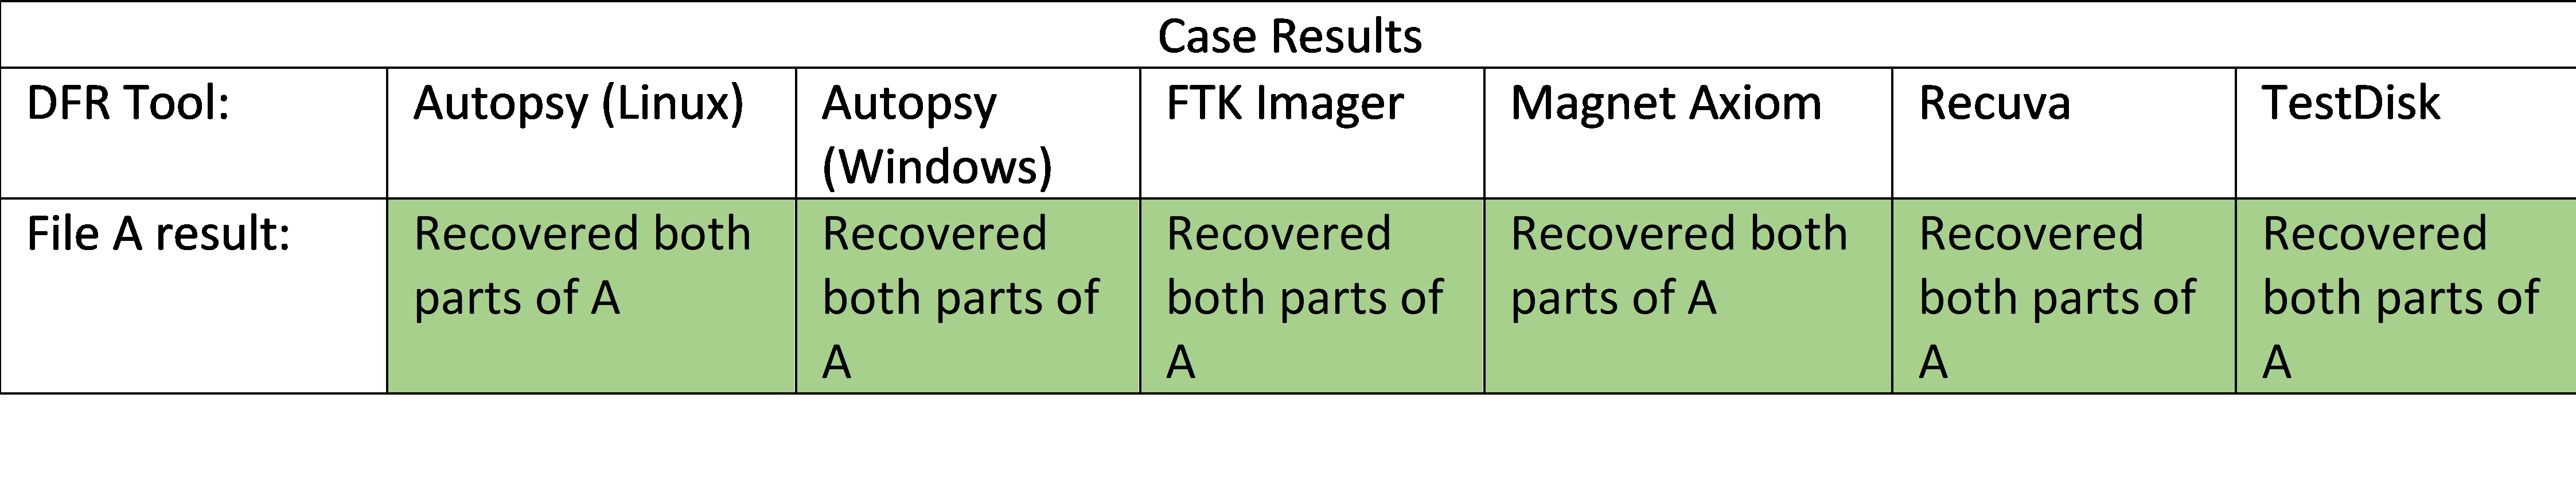 Case Results
DFR Tool:
Autopsy (Linux)
Autopsy
(Windows)
FTK Imager
Magnet Axiom
Recuva
TestDisk
File A result:
Recovered both
parts of A
Recovered
both parts of
A
Recovered
both parts of
A
Recovered both
parts of A
Recovered
both parts of
A
Recovered
both parts of
A